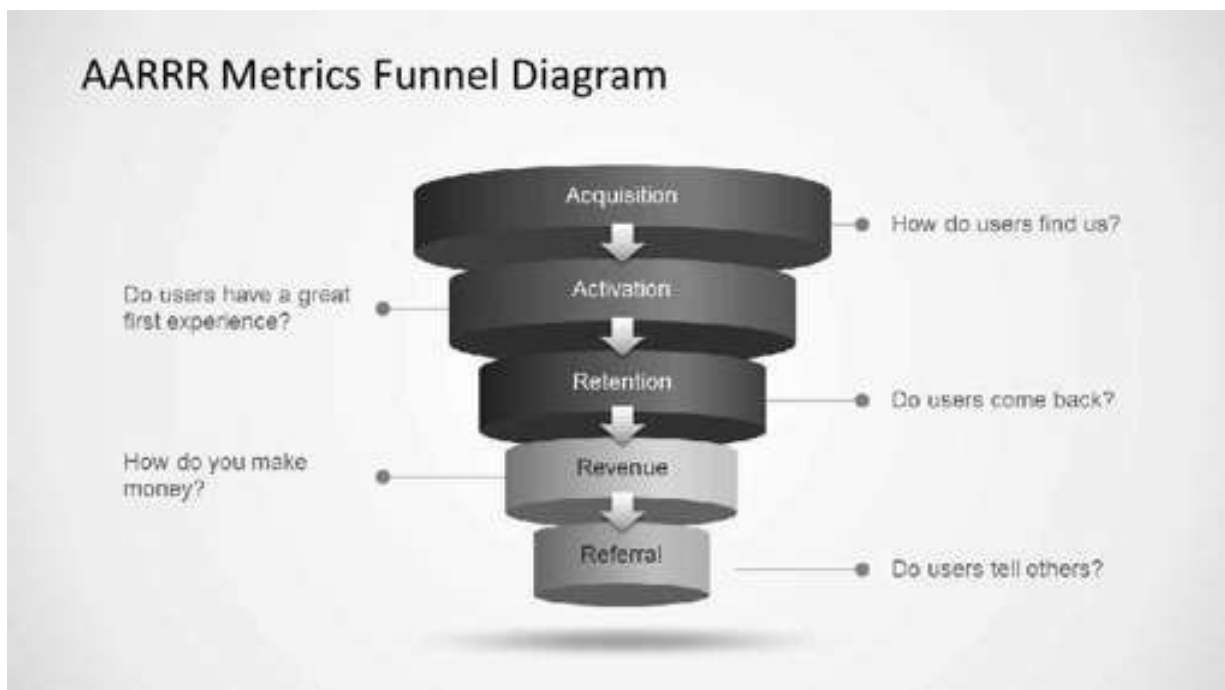 AARRR Metrics Funnel Diagram
Acquisition
How do users find us?
Activation
Do users have a great
first experience?
Retention
Do users come back?
Revenue
How do you make
money?
Referral
Do users tell others?